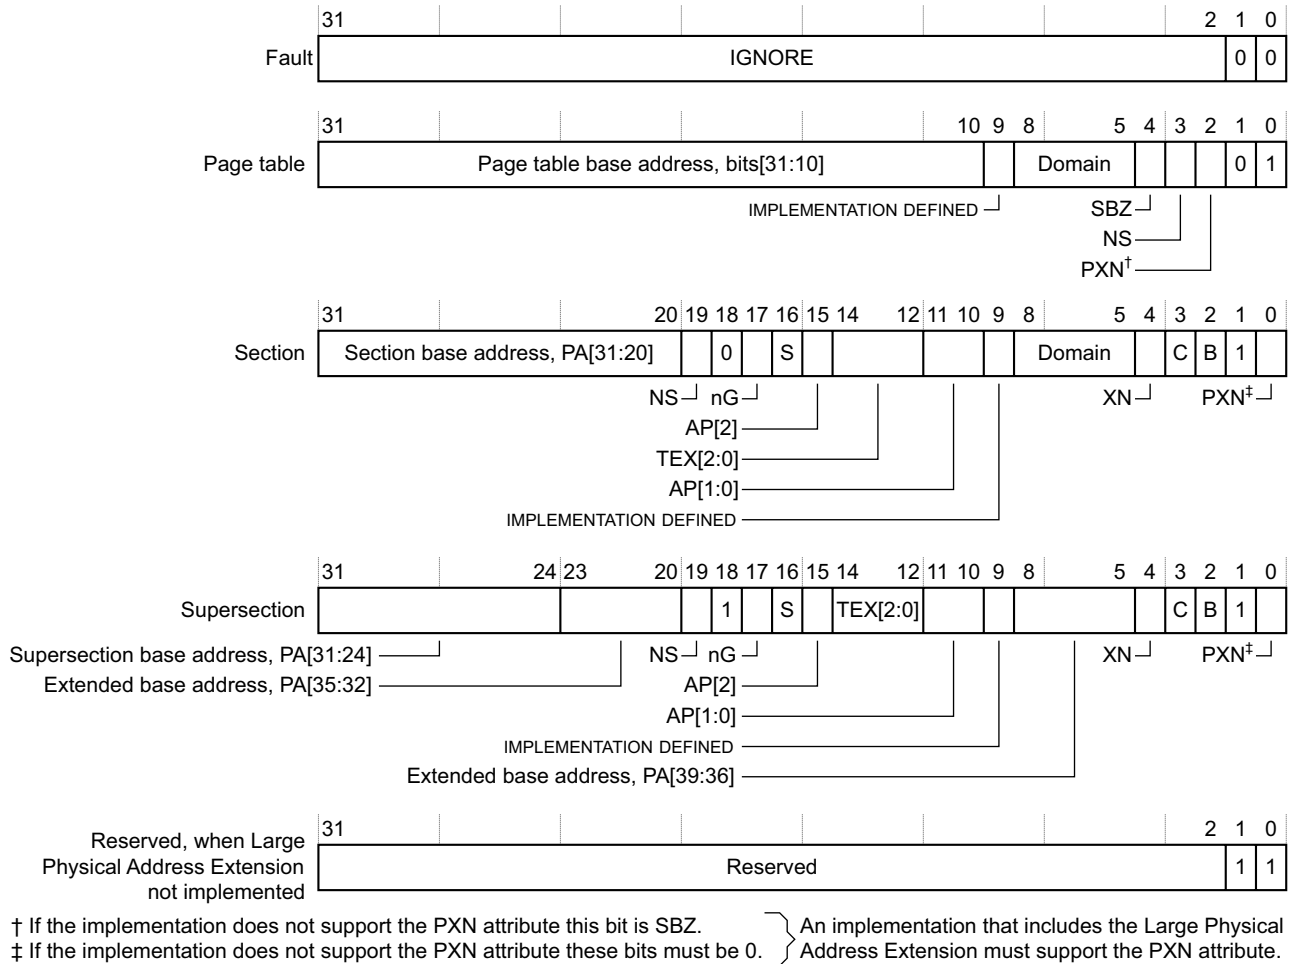 31 2 1 0
Fault IGNORE 0 0
31 10 9 8 5 4 3 2 1 0
Page table Page table base address, bits[31:10] Domain 0 1
IMPLEMENTATION DEFINED SBZ
NS
PXN†
31 20 19 18 17 16 15 14 12 11 10 9 8 5 4 3 2 1 0
Section Section base address, PA[31:20] 0 S Domain C B 1
NS nG XN PXN‡
AP[2]
TEX[2:0]
AP[1:0]
IMPLEMENTATION DEFINED
31 24 23 20 19 18 17 16 15 14 12 11 10 9 8 5 4 3 2 1 0
Supersection 1 S TEX[2:0] C B 1
Supersection base address, PA[31:24] NS nG XN PXN‡
Extended base address, PA[35:32] AP[2]
AP[1:0]
IMPLEMENTATION DEFINED
Extended base address, PA[39:36]
31 2 1 0
Reserved, when Large
Physical Address Extension Reserved 1 1
not implemented
† If the implementation does not support the PXN attribute this bit is SBZ. An implementation that includes the Large Physical
‡ If the implementation does not support the PXN attribute these bits must be 0. Address Extension must support the PXN attribute.